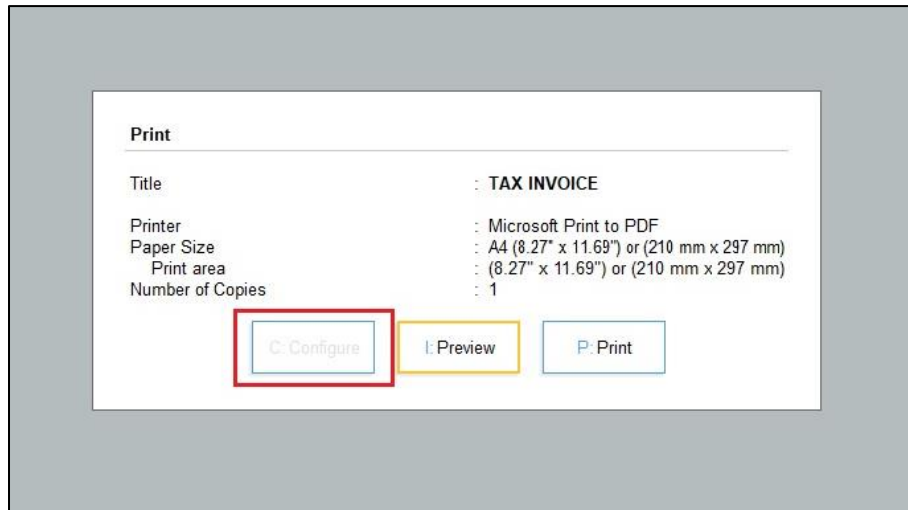 Print
Title : TAX INVOICE
Printer : Microsoft Print to PDF
Paper Size : A4 (8.27" x 11.69") or (210 mm x 297 mm)
Print area : (8.27" x 11.69") or (210 mm x 297 mm)
Number of Copies : 1
C: Configure I: Preview P: Print